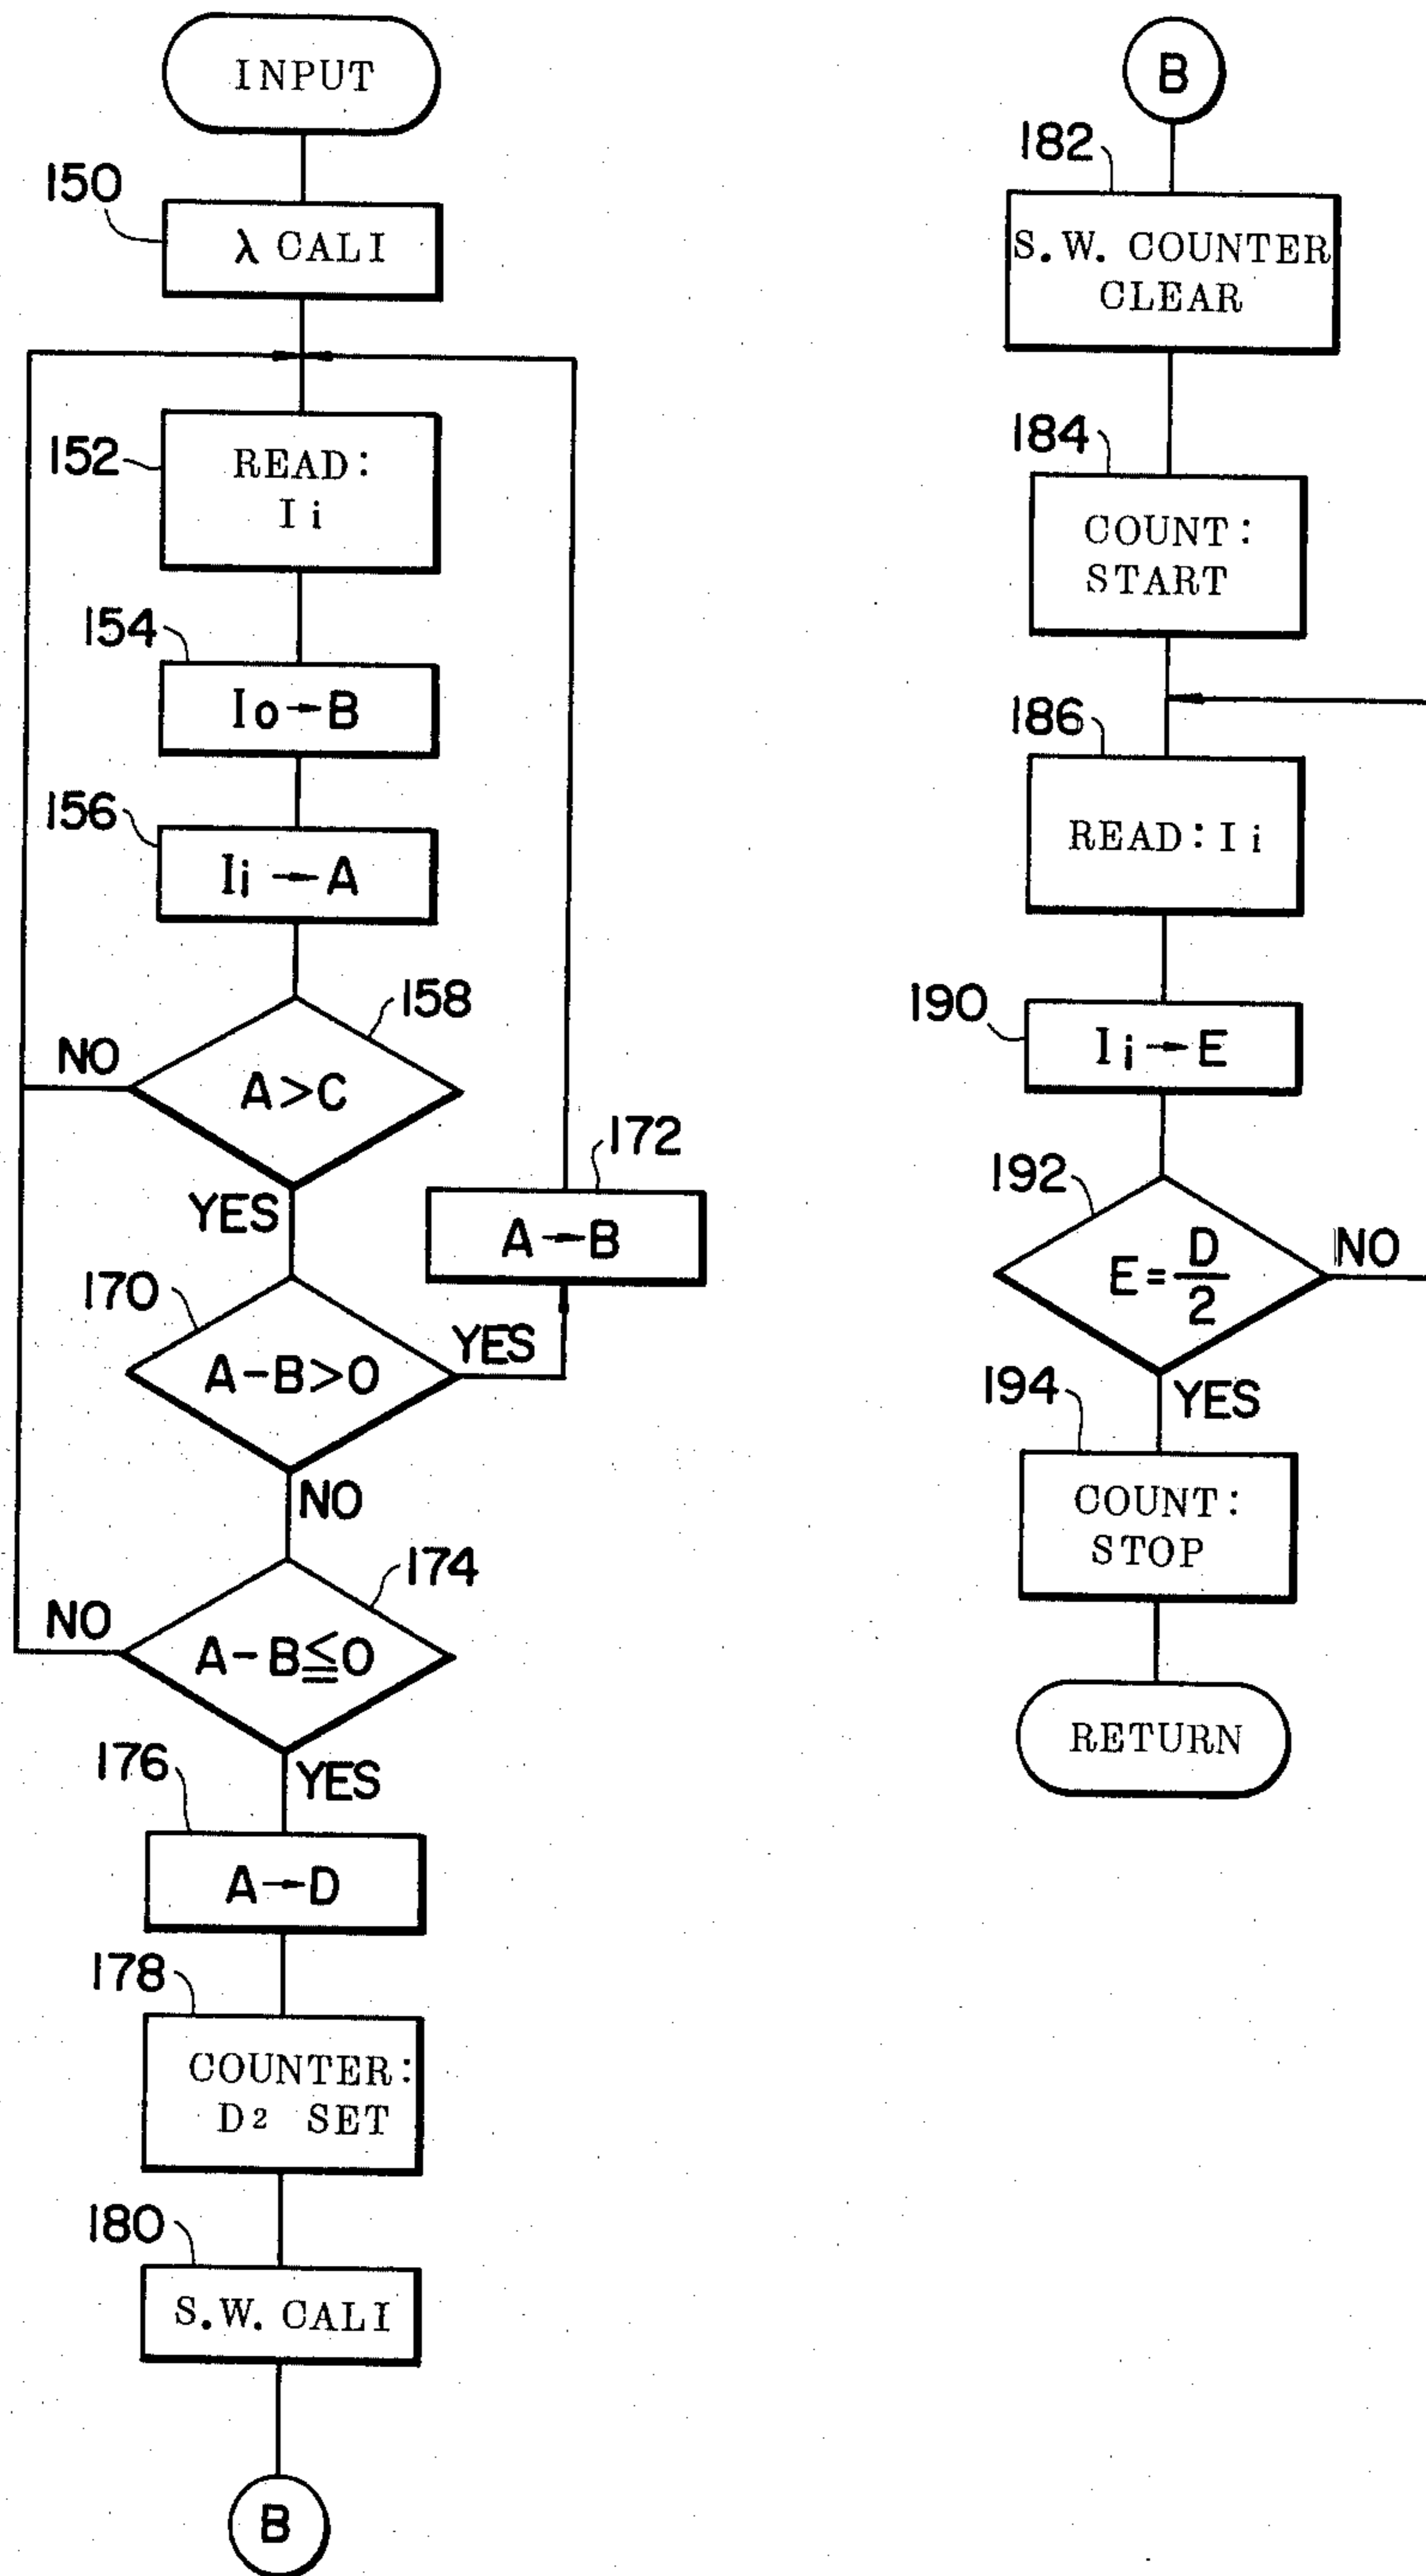 INPUT
150
λ CALI
152
READ:
Ii
154
Io→B
156
Ii→A
158
NO
A>C
YES
172
A→B
170
A-B>0
YES
NO
174
NO
A-B≦0
YES
176
A→D
178
COUNTER:
D2 SET
180
S.W. CALI
B
B
182
S.W. COUNTER
CLEAR
184
COUNT:
START
186
READ:Ii
190
Ii→E
192
E=D/2
NO
YES
194
COUNT:
STOP
RETURN